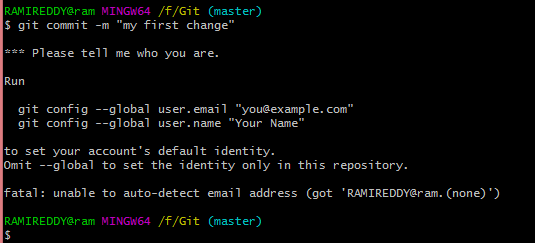 RAMIREDDY@ram MINGW64 /f/Git (master)
$ git commit -m "my first change"
*** Please tell me who you are.
Run
git config --global user.email "you@example.com"
git config --global user.name "Your Name"
to set your account's default identity.
Omit --global to set the identity only in this repository.
fatal: unable to auto-detect email address (got 'RAMIREDDY@ram.(none)')
RAMIREDDY@ram MINGW64 /f/Git (master)
$